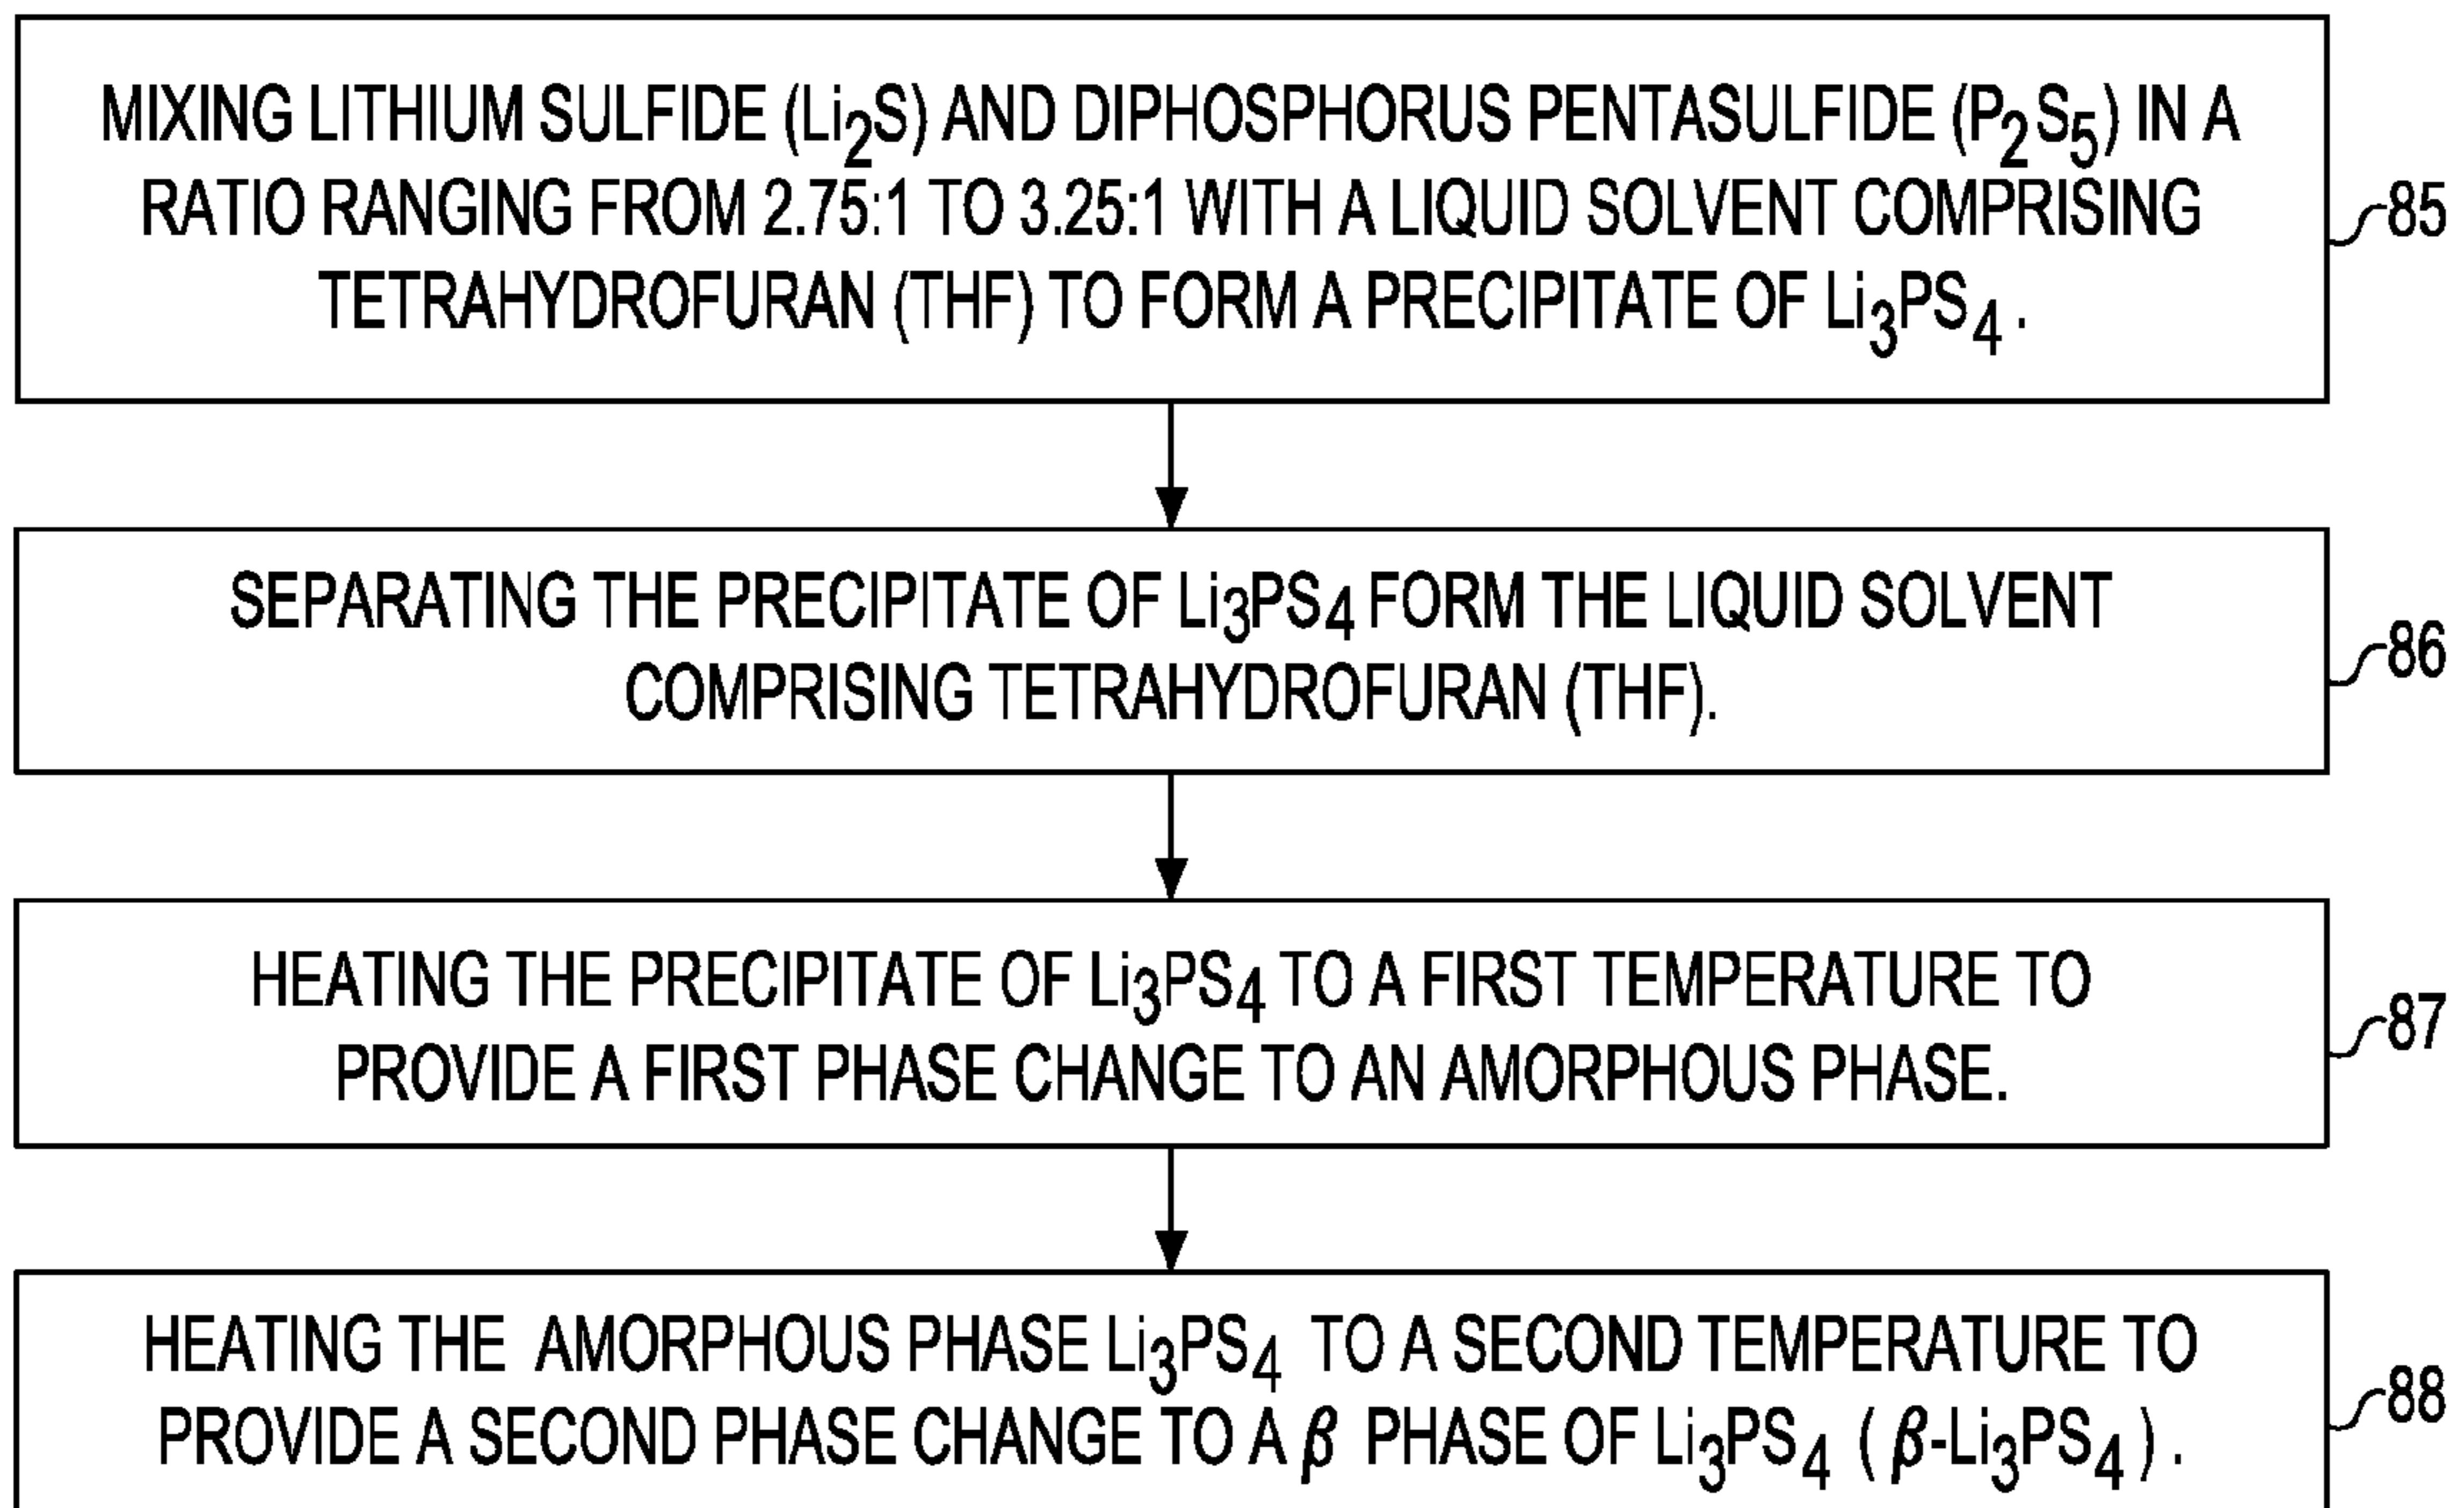 MIXING LITHIUM SULFIDE (Li₂S) AND DIPHOSPHORUS PENTASULFIDE (P₂S₅) IN A
RATIO RANGING FROM 2.75:1 TO 3.25:1 WITH A LIQUID SOLVENT COMPRISING
TETRAHYDROFURAN (THF) TO FORM A PRECIPITATE OF Li₃PS₄.
85
SEPARATING THE PRECIPITATE OF Li₃PS₄ FORM THE LIQUID SOLVENT
COMPRISING TETRAHYDROFURAN (THF).
86
HEATING THE PRECIPITATE OF Li₃PS₄ TO A FIRST TEMPERATURE TO
PROVIDE A FIRST PHASE CHANGE TO AN AMORPHOUS PHASE.
87
HEATING THE AMORPHOUS PHASE Li₃PS₄ TO A SECOND TEMPERATURE TO
PROVIDE A SECOND PHASE CHANGE TO A β PHASE OF Li₃PS₄ (β-Li₃PS₄).
88